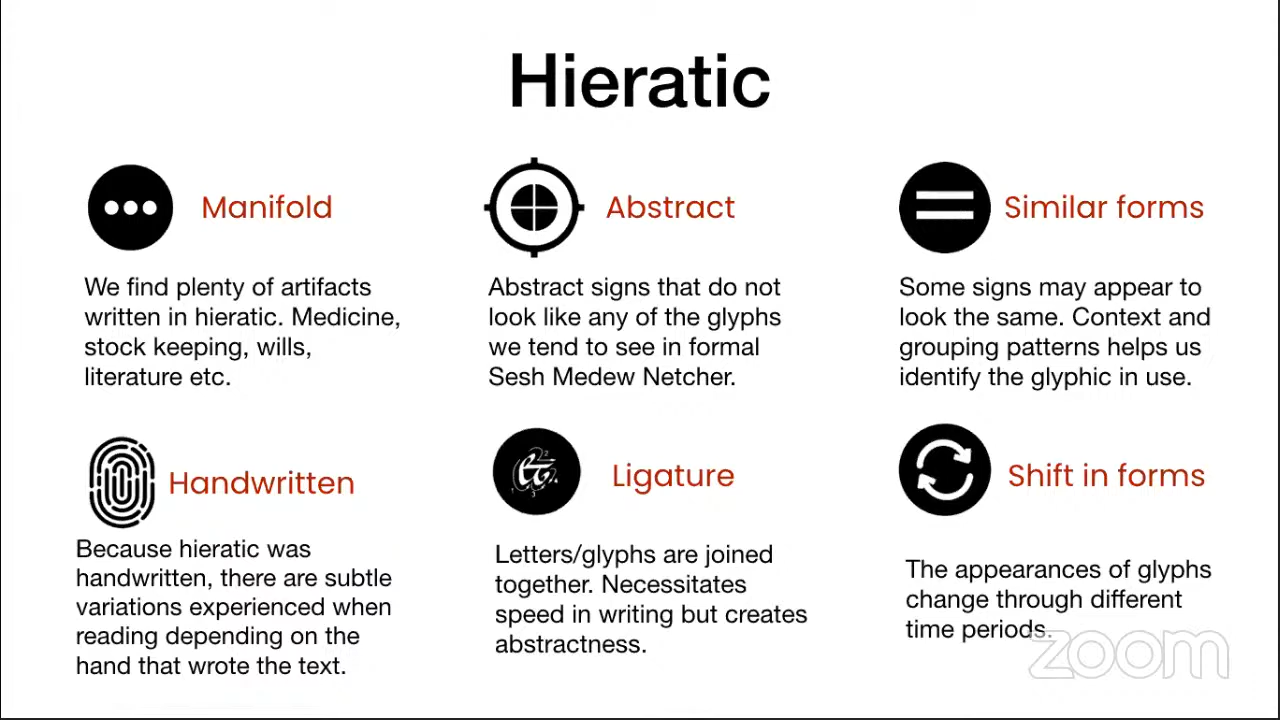 Hieratic
Manifold
We find plenty of artifacts
written in hieratic. Medicine,
stock keeping, wills,
literature etc.
Abstract
Abstract signs that do not
look like any of the glyphs
we tend to see in formal
Sesh Medew Netcher.
Similar forms
Some signs may appear to
look the same. Context and
grouping patterns helps us
identify the glyphic in use.
Handwritten
Because hieratic was
handwritten, there are subtle
variations experienced when
reading depending on the
hand that wrote the text.
Ligature
Letters/glyphs are joined
together. Necessitates
speed in writing but creates
abstractness.
Shift in forms
The appearances of glyphs
change through different
time periods.
zoom